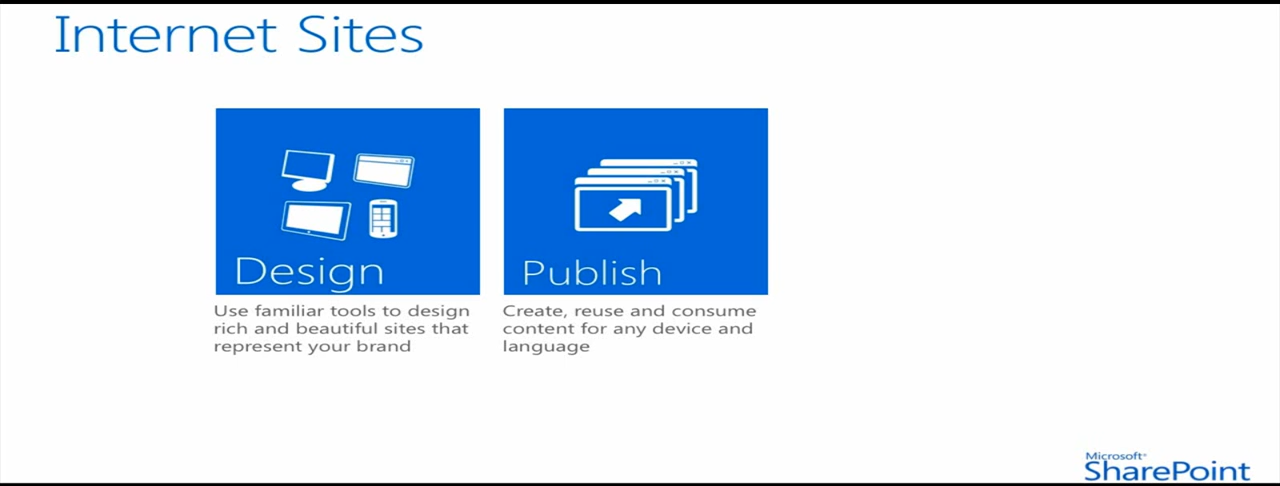 Internet Sites
Design
Use familiar tools to design
rich and beautiful sites that
represent your brand
Publish
Create, reuse and consume
content for any device and
language
Microsoft®
SharePoint